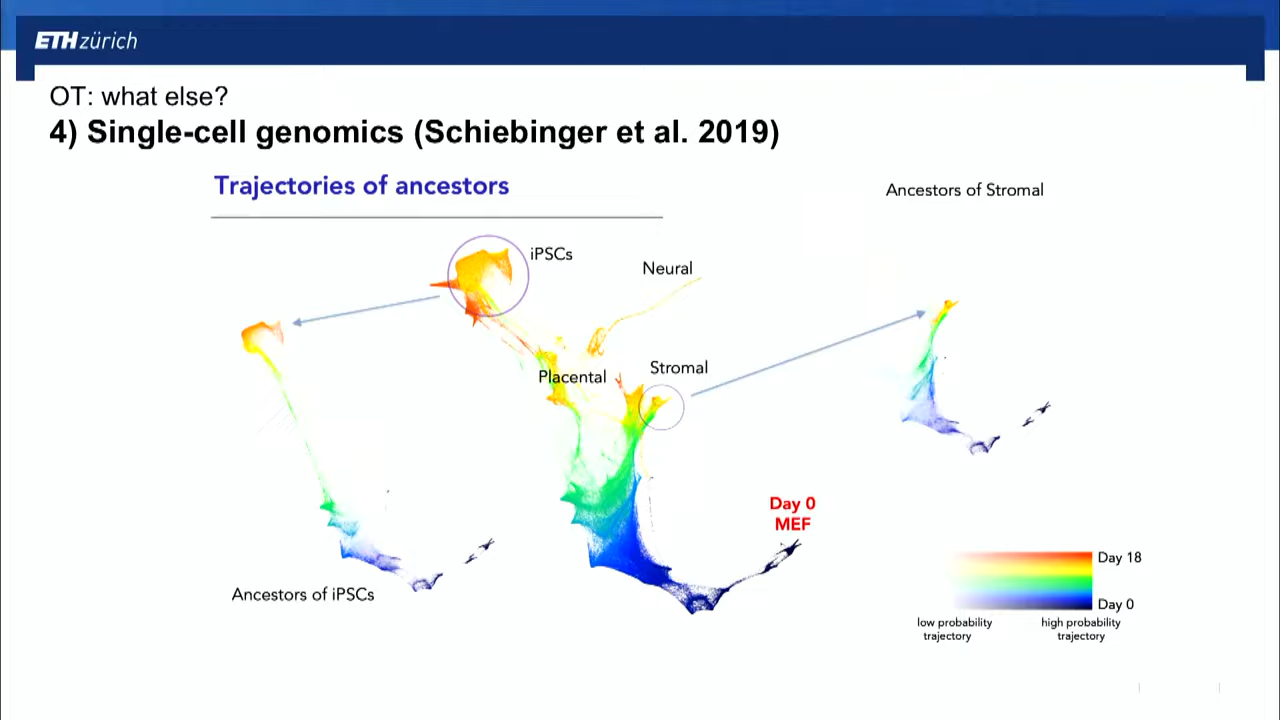 ETH zürich
OT: what else?
4) Single-cell genomics (Schiebinger et al. 2019)
Trajectories of ancestors
Ancestors of Stromal
iPSCs
Neural
Stromal
Placental
Day 0
MEF
Ancestors of iPSCs
Day 18
Day 0
low probability
trajectory
high probability
trajectory